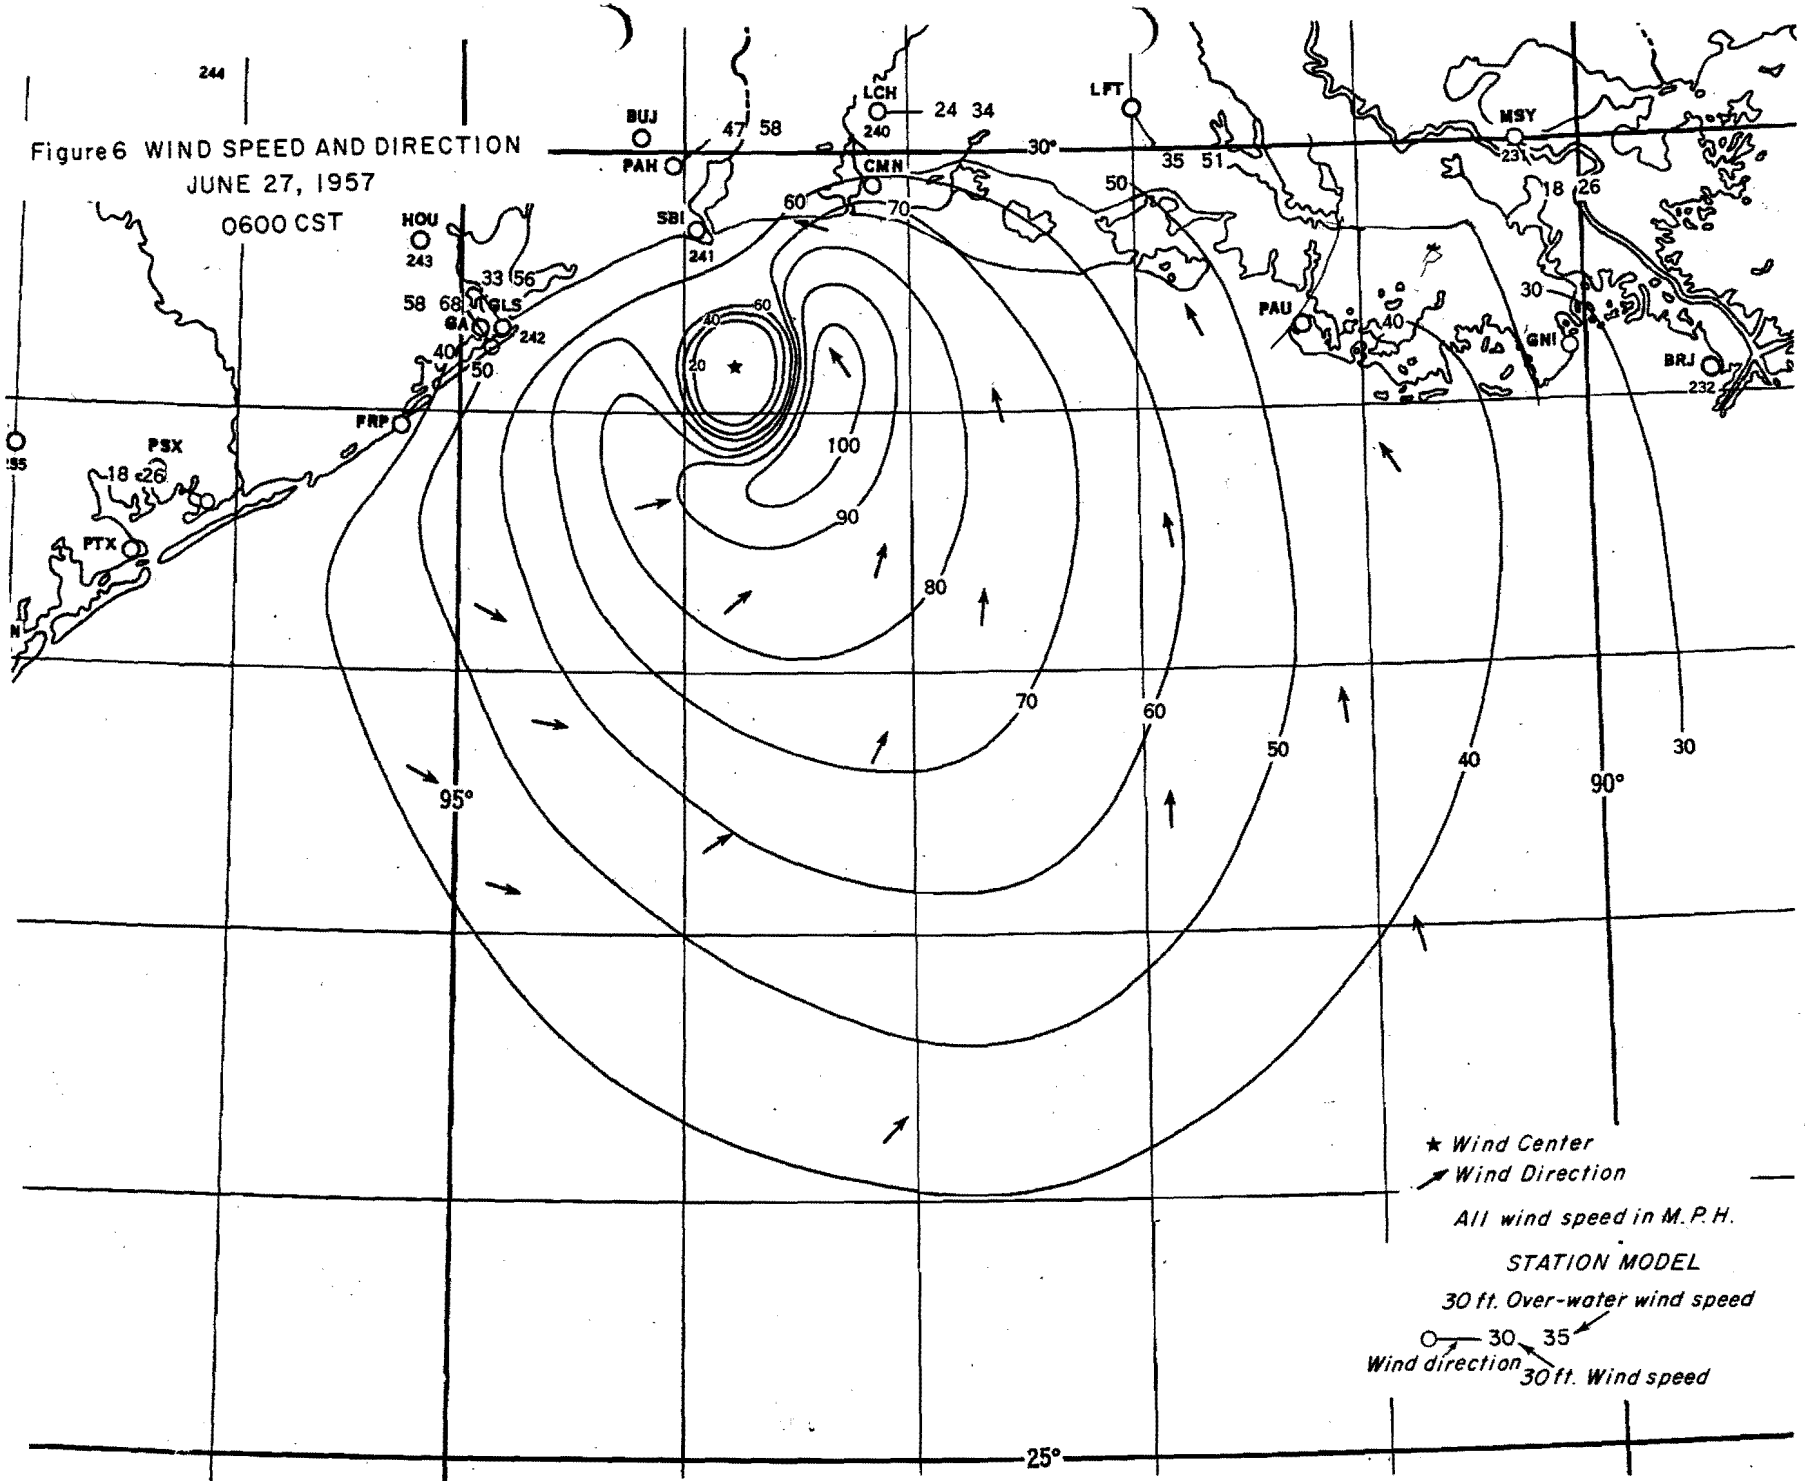 244
Figure 6 WIND SPEED AND DIRECTION
JUNE 27, 1957
0600 CST
BUJ
PAH
47 58
LCH
24 34
240
CMN
LFT
35 51
MSY
231
18 26
30°
50
60
70
SBI
241
HOU
243
33 56
58 68 GLS
GA
242
40
50
FRP
PSX
18 26
PTX
N
60
40
20
100
90
80
70
60
50
40
30
PAU
40
30
GNI
BRJ
232
95°
90°
25°
★ Wind Center
Wind Direction
All wind speed in M.P.H.
STATION MODEL
30 ft. Over-water wind speed
30 35
Wind direction
30 ft. Wind speed